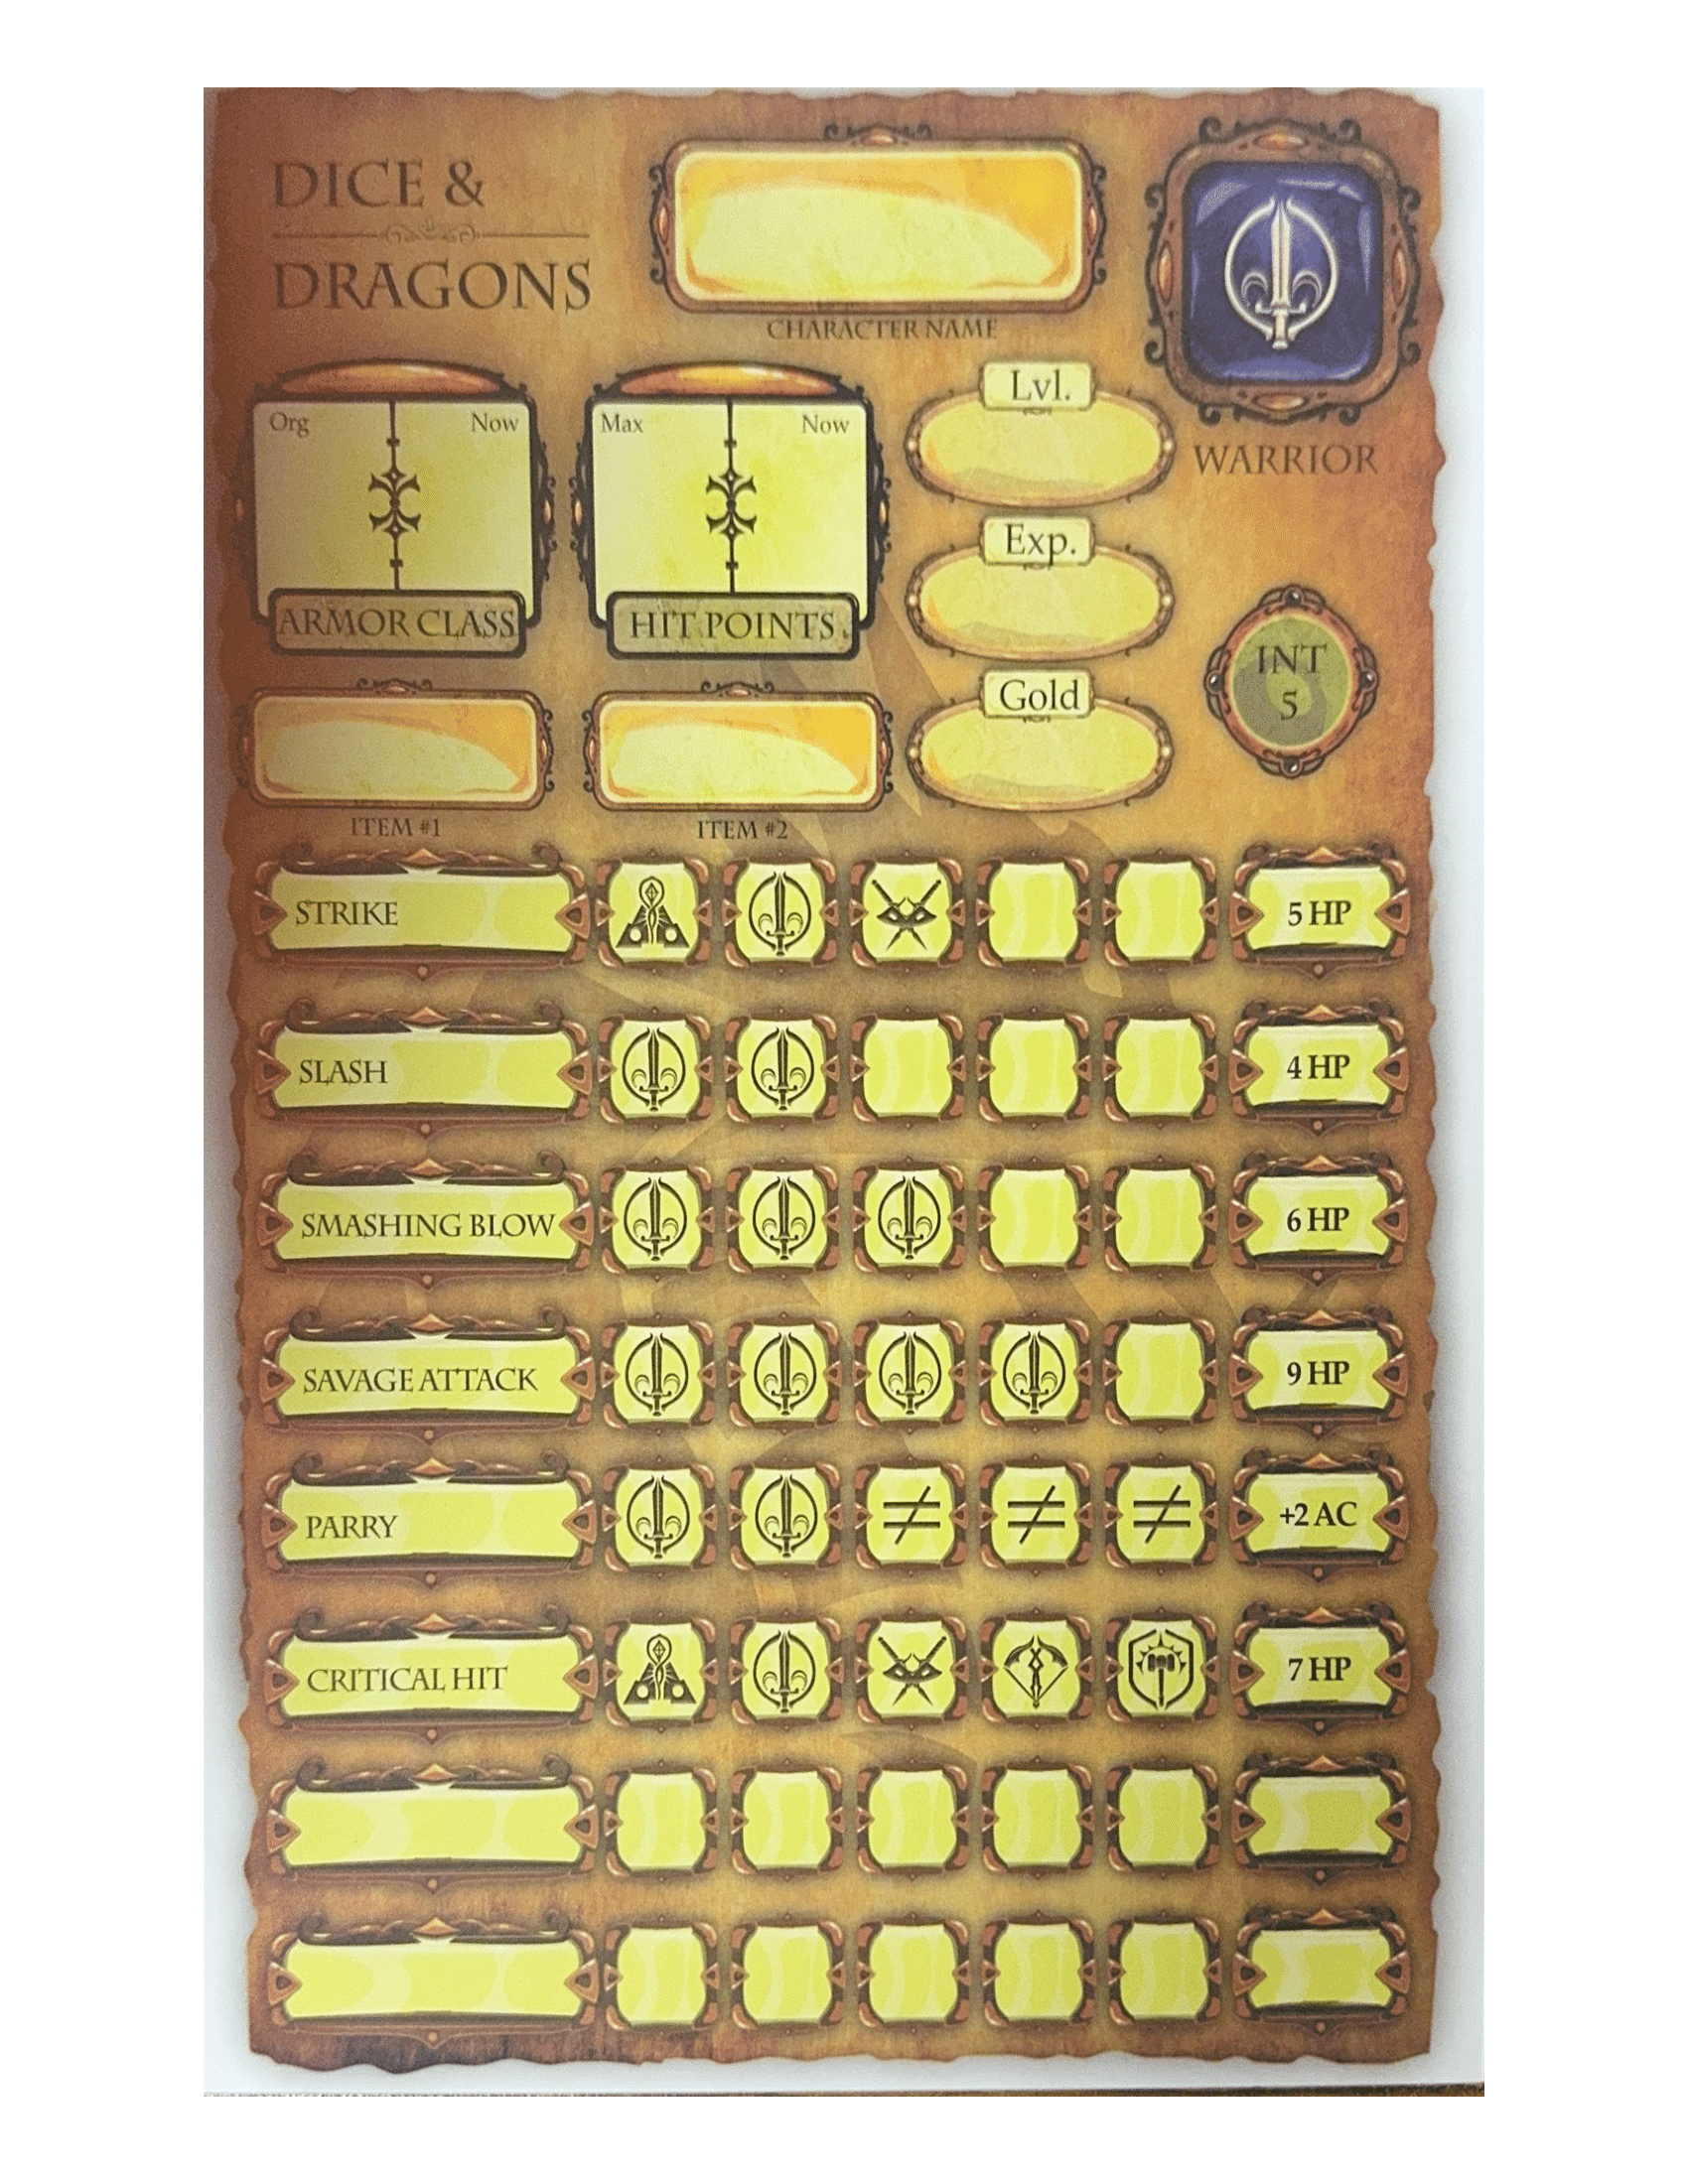 DICE &
DRAGONS
CHARACTER NAME
WARRIOR
Org Now
ARMOR CLASS
Max Now
HIT POINTS
Lvl.
Exp.
Gold
INT
5
ITEM #1
ITEM #2
STRIKE 5 HP
SLASH 4 HP
SMASHING BLOW 6 HP
SAVAGE ATTACK 9 HP
PARRY ≠ ≠ ≠ +2 AC
CRITICAL HIT 7 HP